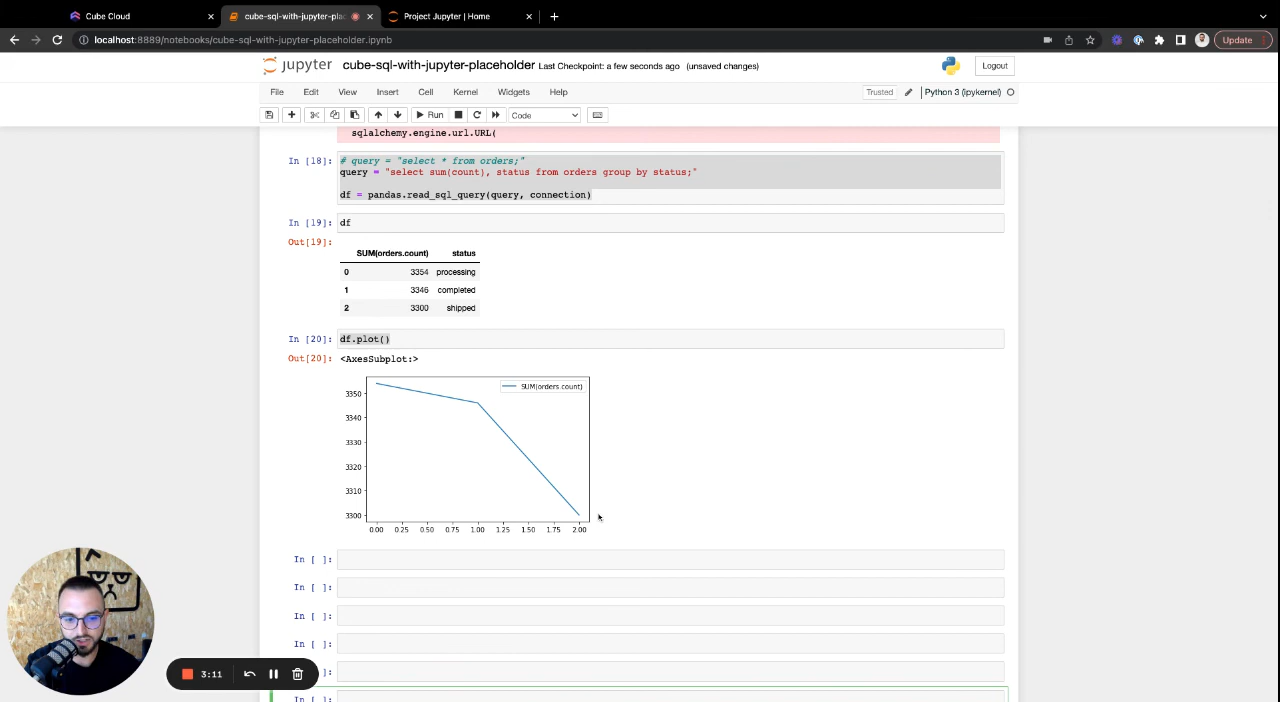 Cube Cloud
cube-sql-with-jupyter-plac
Project Jupyter | Home
localhost:8889/notebooks/cube-sql-with-jupyter-placeholder.ipynb
Update
jupyter cube-sql-with-jupyter-placeholder Last Checkpoint: a few seconds ago (unsaved changes)
Logout
File Edit View Insert Cell Kernel Widgets Help
Trusted
Python 3 (ipykernel)
Run
Code
sqlalchemy.engine.url.URL(
In [18]:
# query = "select * from orders;"
query = "select sum(count), status from orders group by status;"
df = pandas.read_sql_query(query, connection)
In [19]: df
Out[19]:
SUM(orders.count) status
0 3354 processing
1 3346 completed
2 3300 shipped
In [20]: df.plot()
Out[20]: <AxesSubplot:>
SUM(orders.count)
3350
3340
3330
3320
3310
3300
0.00 0.25 0.50 0.75 1.00 1.25 1.50 1.75 2.00
In [ ]:
In [ ]:
In [ ]:
In [ ]:
]:
In [ ]:
3:11